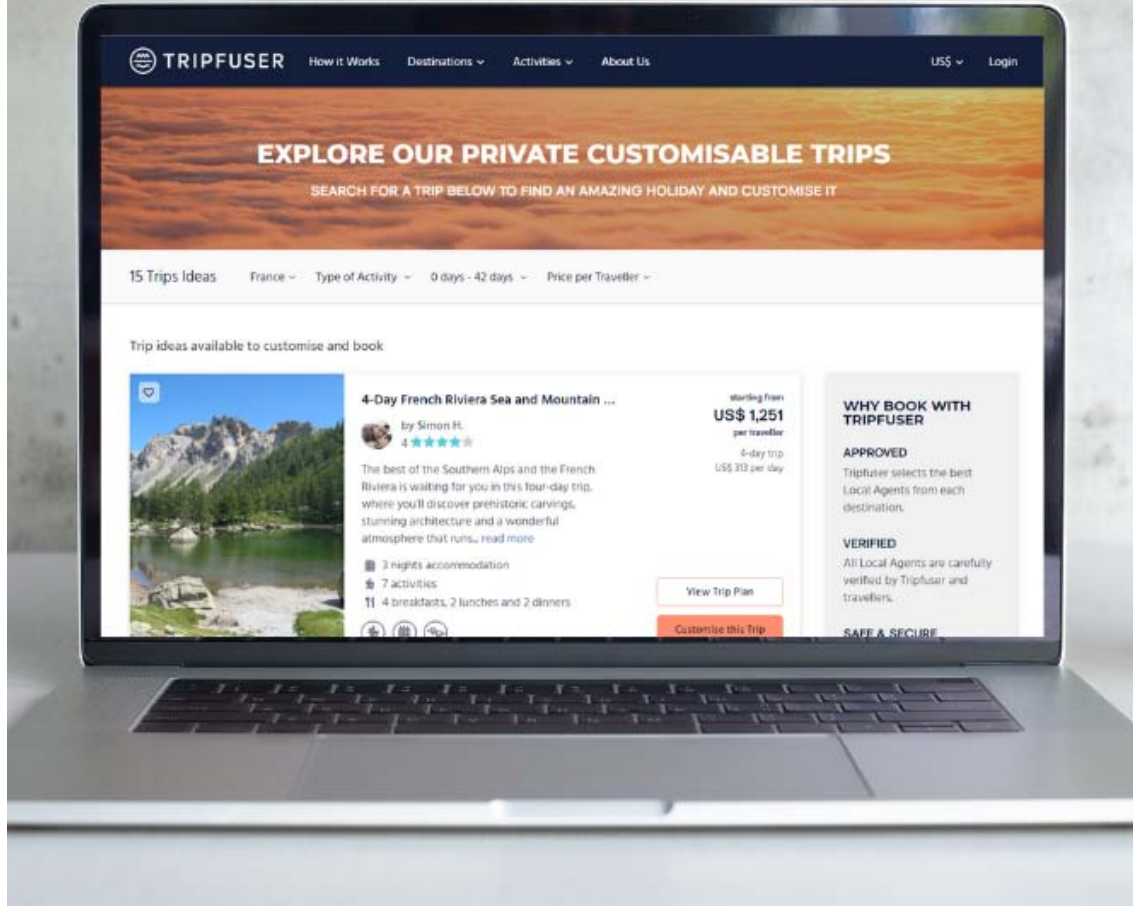 TRIPFUSER How it Works Destinations Activities About Us US$ Login
EXPLORE OUR PRIVATE CUSTOMISABLE TRIPS
SEARCH FOR A TRIP BELOW TO FIND AN AMAZING HOLIDAY AND CUSTOMISE IT
15 Trips Ideas France Type of Activity 0 days - 42 days Price per Traveller
Trip ideas available to customise and book
4-Day French Riviera Sea and Mountain ...
by Simon H.
4
The best of the Southern Alps and the French
Riviera is waiting for you in this four-day trip,
where you'll discover prehistoric carvings,
stunning architecture and a wonderful
atmosphere that runs... read more
3 nights accommodation
7 activities
4 breakfasts, 2 lunches and 2 dinners
starting from
US$ 1,251
per traveller
4-day trip
US$ 313 per day
View Trip Plan
Customise this Trip
WHY BOOK WITH
TRIPFUSER
APPROVED
Tripfuser selects the best
Local Agents from each
destination.
VERIFIED
All Local Agents are carefully
verified by Tripfuser and
travellers.
SAFE & SECURE